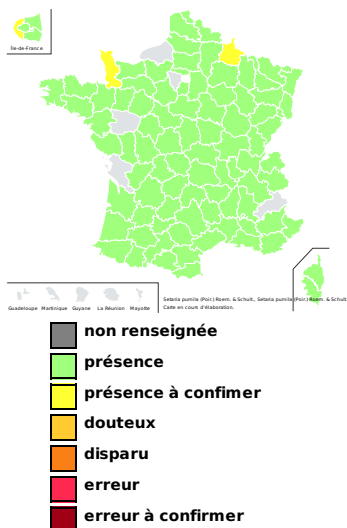 Île-de-France
Guadeloupe Martinique Guyane La Réunion Mayotte
Setaria pumila (Poir.) Roem. & Schult., Setaria pumila (Poir.) Roem. & Schult
Carte en cours d'élaboration.
non renseignée
présence
présence à confimer
douteux
disparu
erreur
erreur à confirmer